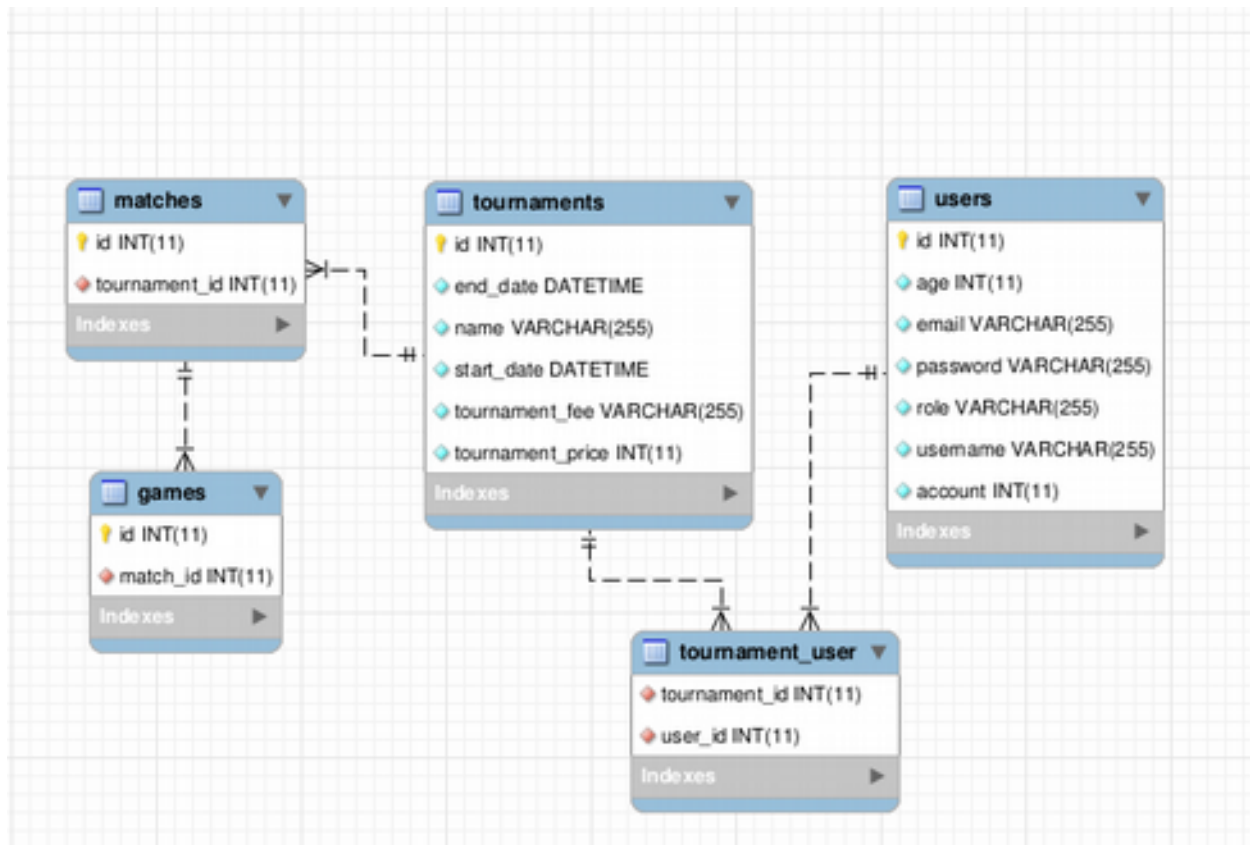 matches
id INT(11)
tournament_id INT(11)
Indexes
tournaments
id INT(11)
end_date DATETIME
name VARCHAR(255)
start_date DATETIME
tournament_fee VARCHAR(255)
tournament_price INT(11)
Indexes
users
id INT(11)
age INT(11)
email VARCHAR(255)
password VARCHAR(255)
role VARCHAR(255)
username VARCHAR(255)
account INT(11)
Indexes
games
id INT(11)
match_id INT(11)
Indexes
tournament_user
tournament_id INT(11)
user_id INT(11)
Indexes